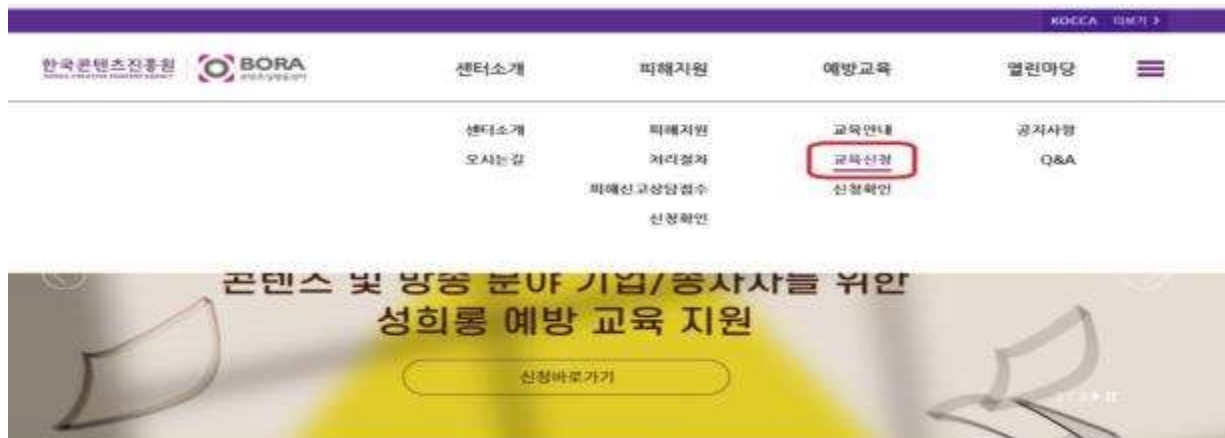 KOCCA 더보기 >
한국콘텐츠진흥원 BORA
센터소개 피해지원 예방교육 열린마당
센터소개 피해지원 교육안내 공지사항
오시는길 처리절차 교육신청 Q&A
피해신고상담접수 신청확인
신청확인
콘텐츠 및 방송 분야 기업/종사자를 위한
성희롱 예방 교육 지원
신청바로가기